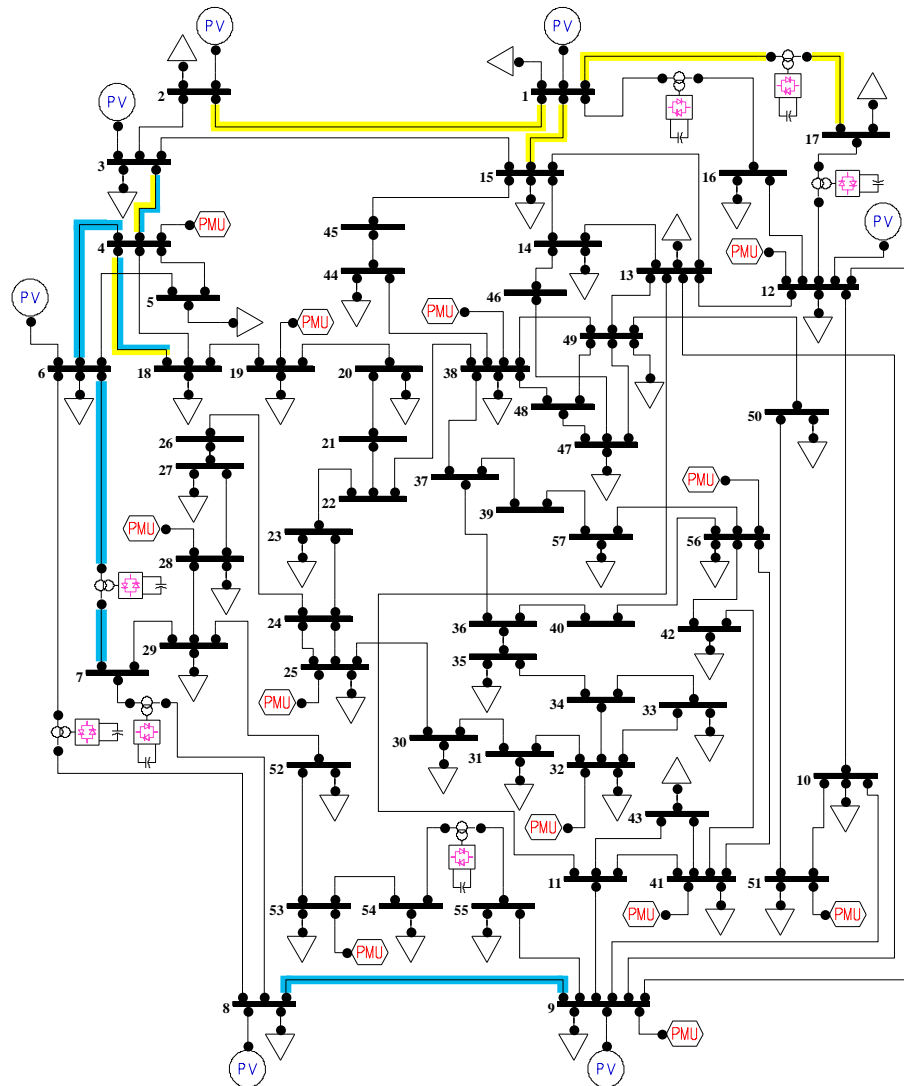 PV PV
2 1
PV
17
3
15 16
PV
PMU 45
4 14
PMU
44 13
12
PV 5 46
PMU PMU
49
6 18 19 20 38
48
50
26 21 47
27
37
22 PMU
39
23
PMU 57 56
28
24 36 40 42
29 35
25
7 PMU
34 33
30
31
52 32 10
43
PMU
11 41 51
53 54 55
PMU PMU
PMU
8 9
PMU
PV PV